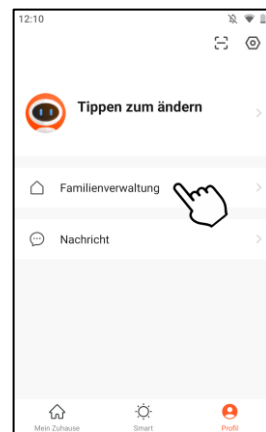 12:10
Tippen zum ändern
Familienverwaltung
Nachricht
Mein Zuhause Smart Profil